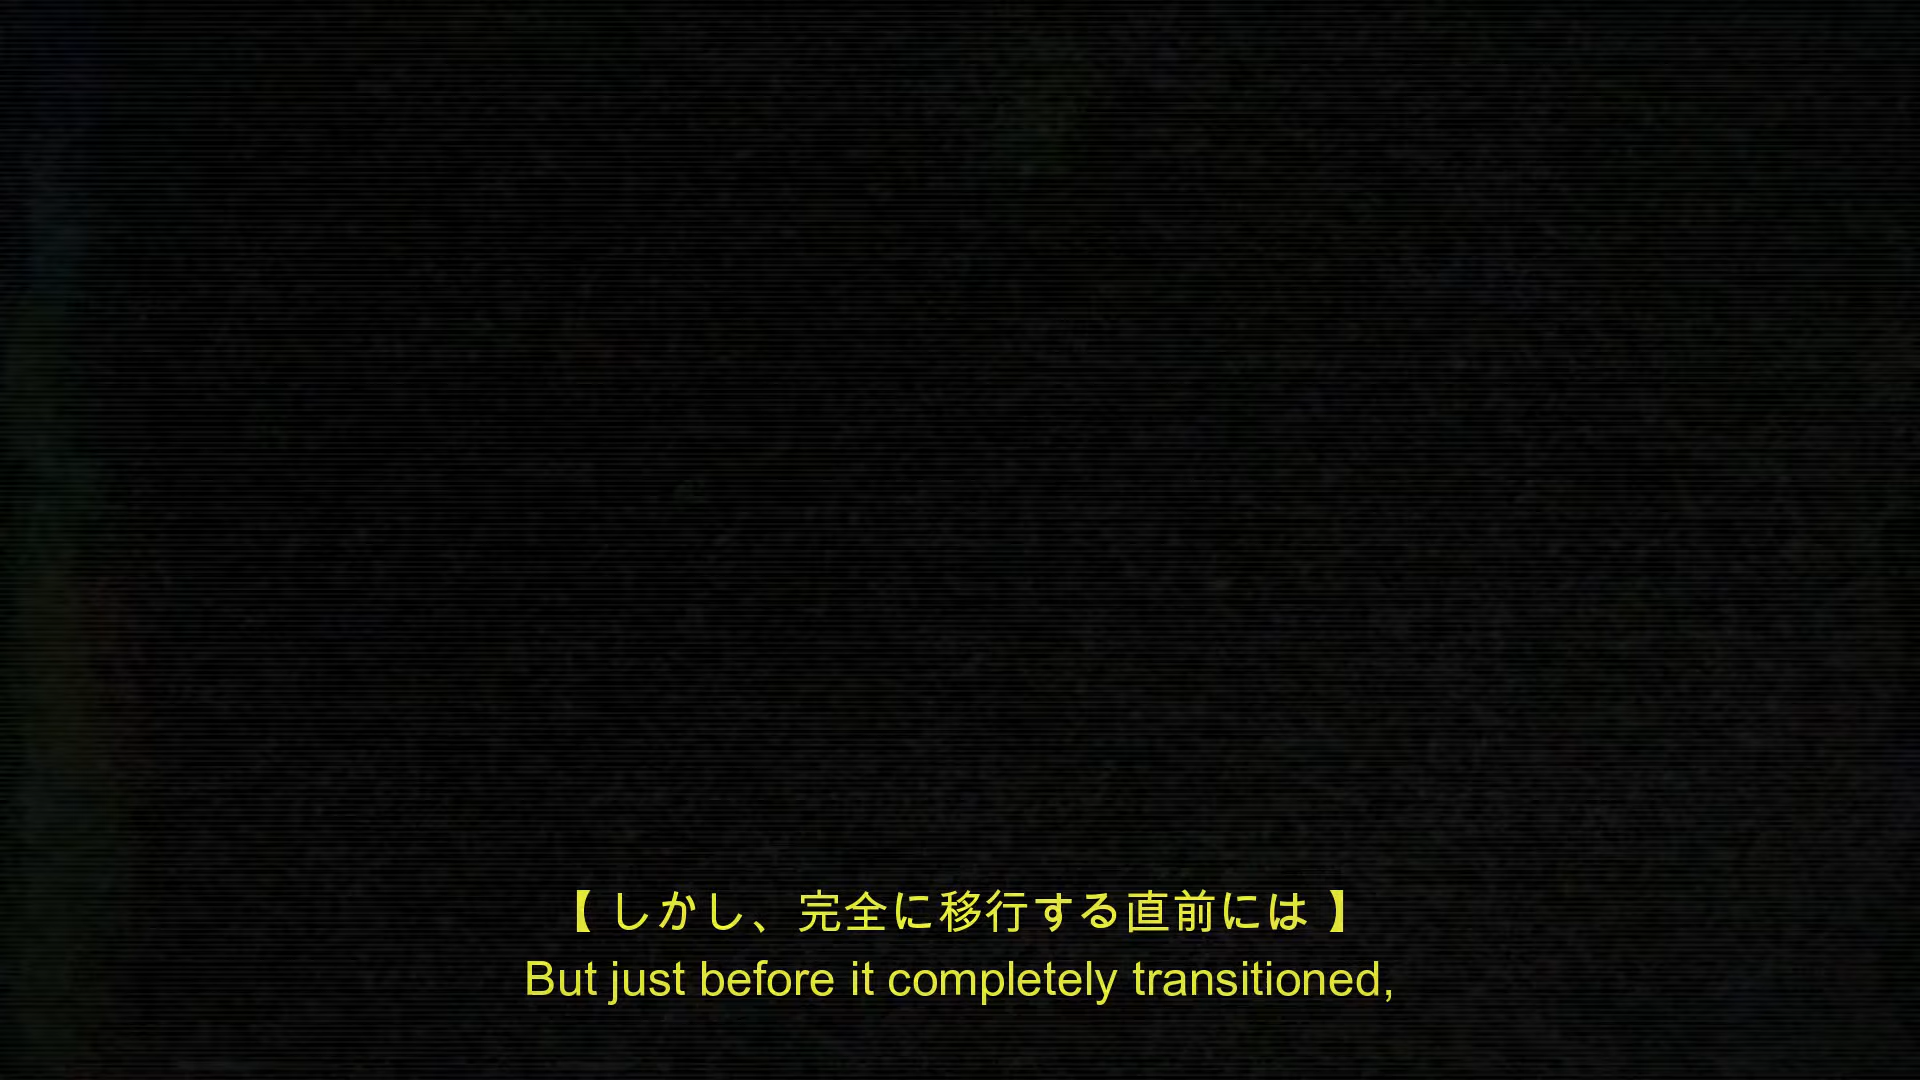 【 しかし、完全に移行する直前には 】
But just before it completely transitioned,